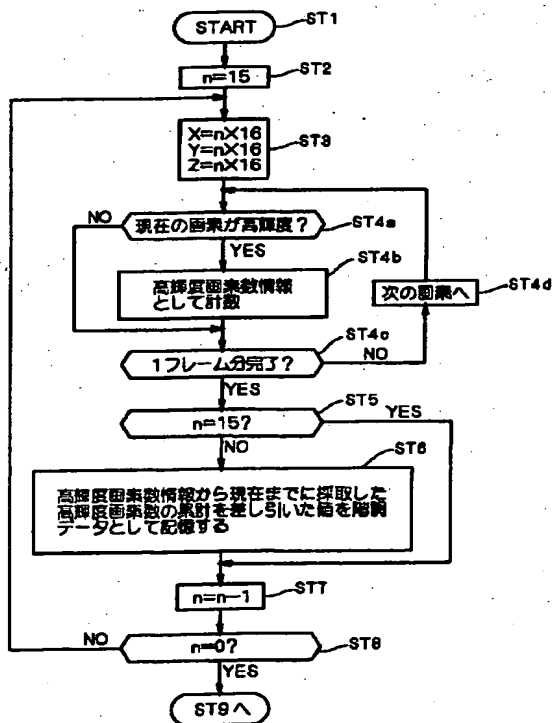 START
ST1
n=15
ST2
X=n×16
Y=n×16
Z=n×16
ST3
NO
現在の画素が高輝度？
ST4a
YES
高輝度画素数情報
として計数
ST4b
次の画素へ
ST4d
1フレーム分完了？
ST4c
NO
YES
n=15?
ST5
YES
NO
ST6
高輝度画素数情報から現在までに採取した
高輝度画素数の累計を差し引いた値を階調
データとして記憶する
n=n-1
ST7
NO
n=0?
ST8
YES
ST9へ